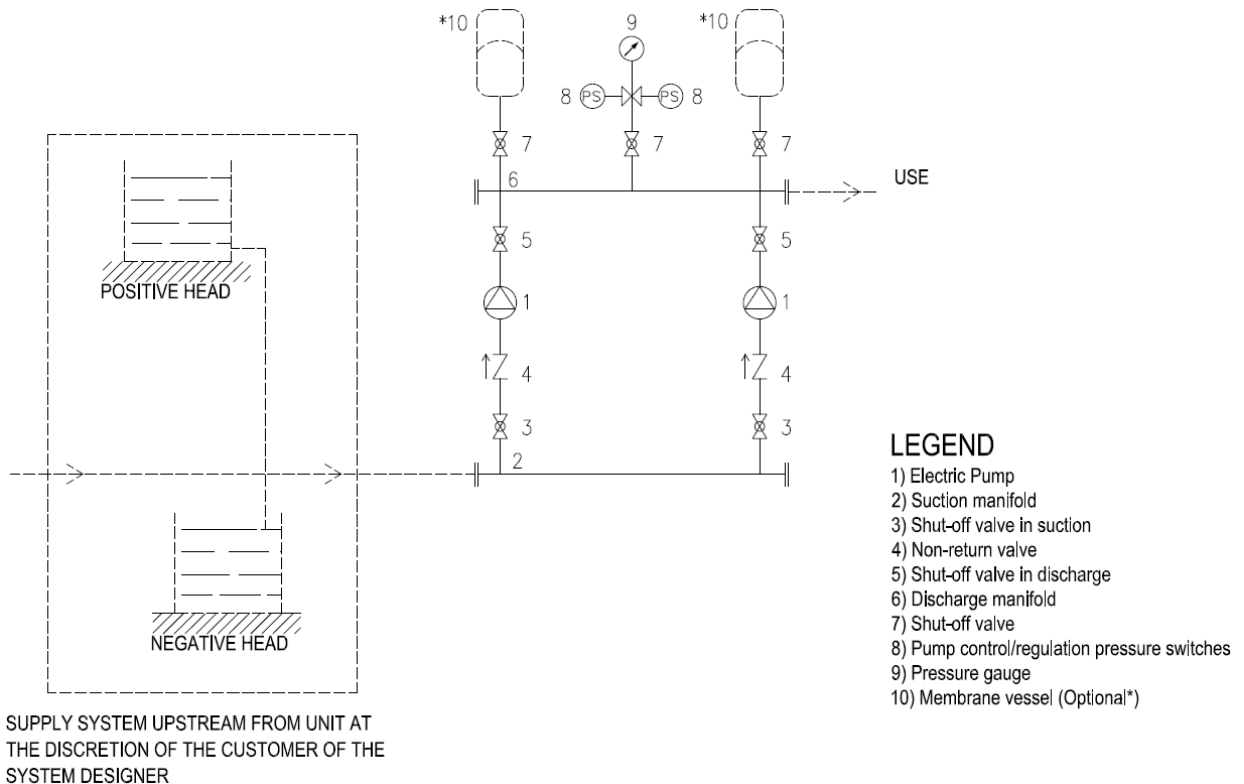 *10
9
*10
8 PS PS 8
7
7
7
6
USE
5
5
POSITIVE HEAD
1
1
4
4
3
3
2
NEGATIVE HEAD
LEGEND
1) Electric Pump
2) Suction manifold
3) Shut-off valve in suction
4) Non-return valve
5) Shut-off valve in discharge
6) Discharge manifold
7) Shut-off valve
8) Pump control/regulation pressure switches
9) Pressure gauge
10) Membrane vessel (Optional*)
SUPPLY SYSTEM UPSTREAM FROM UNIT AT
THE DISCRETION OF THE CUSTOMER OF THE
SYSTEM DESIGNER